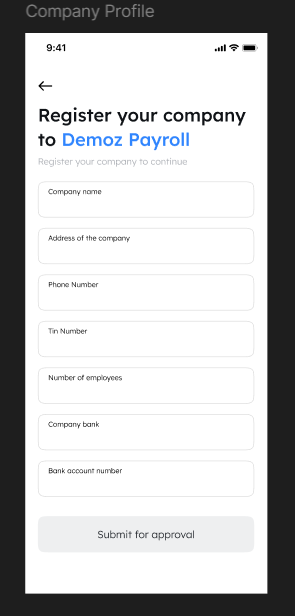 Company Profile
9:41
Register your company
to Demoz Payroll
Register your company to continue
Company name
Address of the company
Phone Number
Tin Number
Number of employees
Company bank
Bank account number
Submit for approval